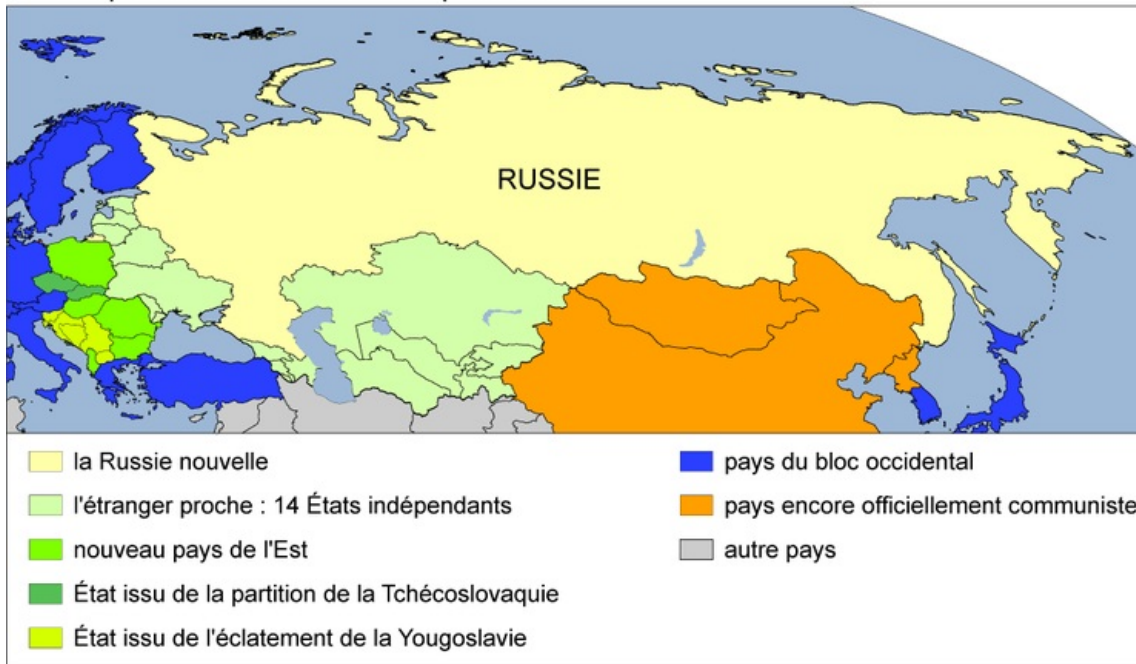 RUSSIE
la Russie nouvelle
l'étranger proche : 14 États indépendants
nouveau pays de l'Est
État issu de la partition de la Tchécoslovaquie
État issu de l'éclatement de la Yougoslavie
pays du bloc occidental
pays encore officiellement communiste
autre pays